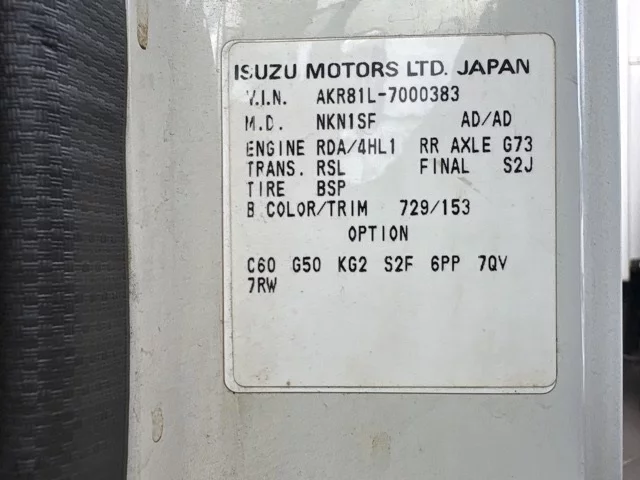 ISUZU MOTORS LTD. JAPAN
V.I.N. AKR81L-7000383
M.D. NKN1SF AD/AD
ENGINE RDA/4HL1 RR AXLE G73
TRANS. RSL FINAL S2J
TIRE BSP
B COLOR/TRIM 729/153
OPTION
C60 G50 KG2 S2F 6PP 7QV
7RW